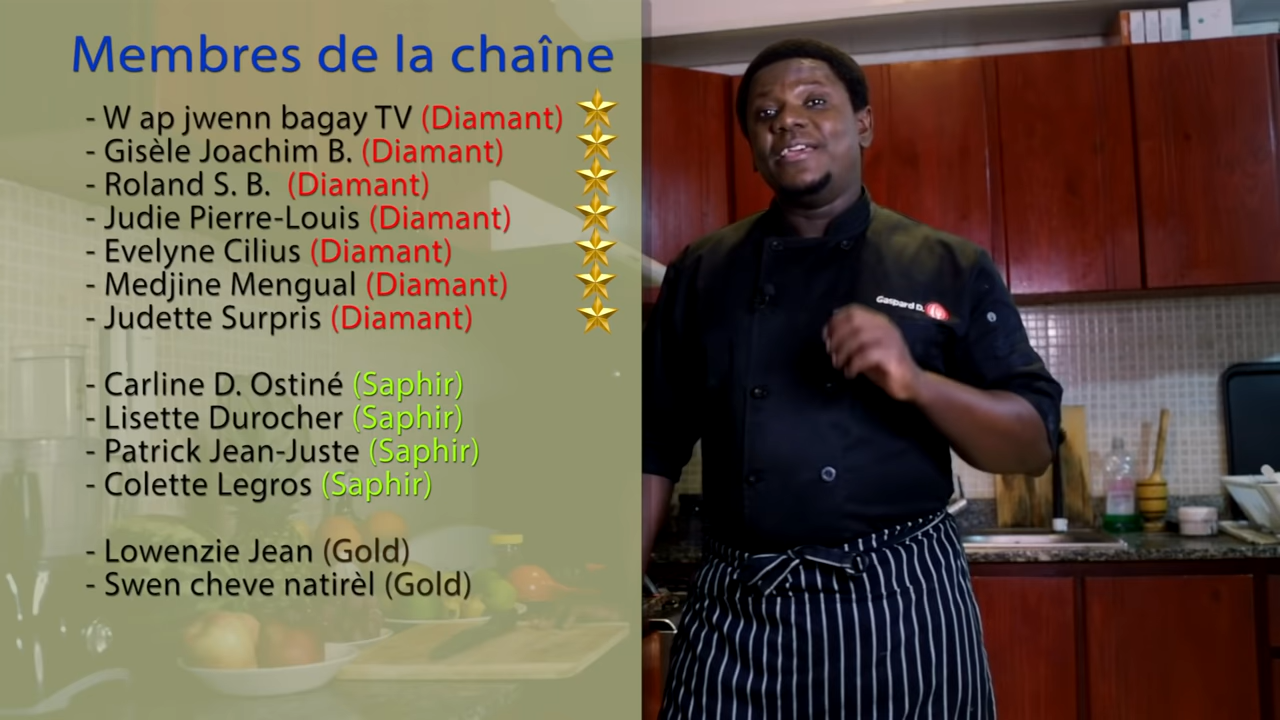 Membres de la chaîne
- W ap jwenn bagay TV (Diamant)
- Gisèle Joachim B. (Diamant)
- Roland S. B. (Diamant)
- Judie Pierre-Louis (Diamant)
- Evelyne Cilius (Diamant)
- Medjine Mengual (Diamant)
- Judette Surpris (Diamant)
- Carline D. Ostiné (Saphir)
- Lisette Durocher (Saphir)
- Patrick Jean-Juste (Saphir)
- Colette Legros (Saphir)
- Lowenzie Jean (Gold)
- Swen cheve natirèl (Gold)
Gaspard D.